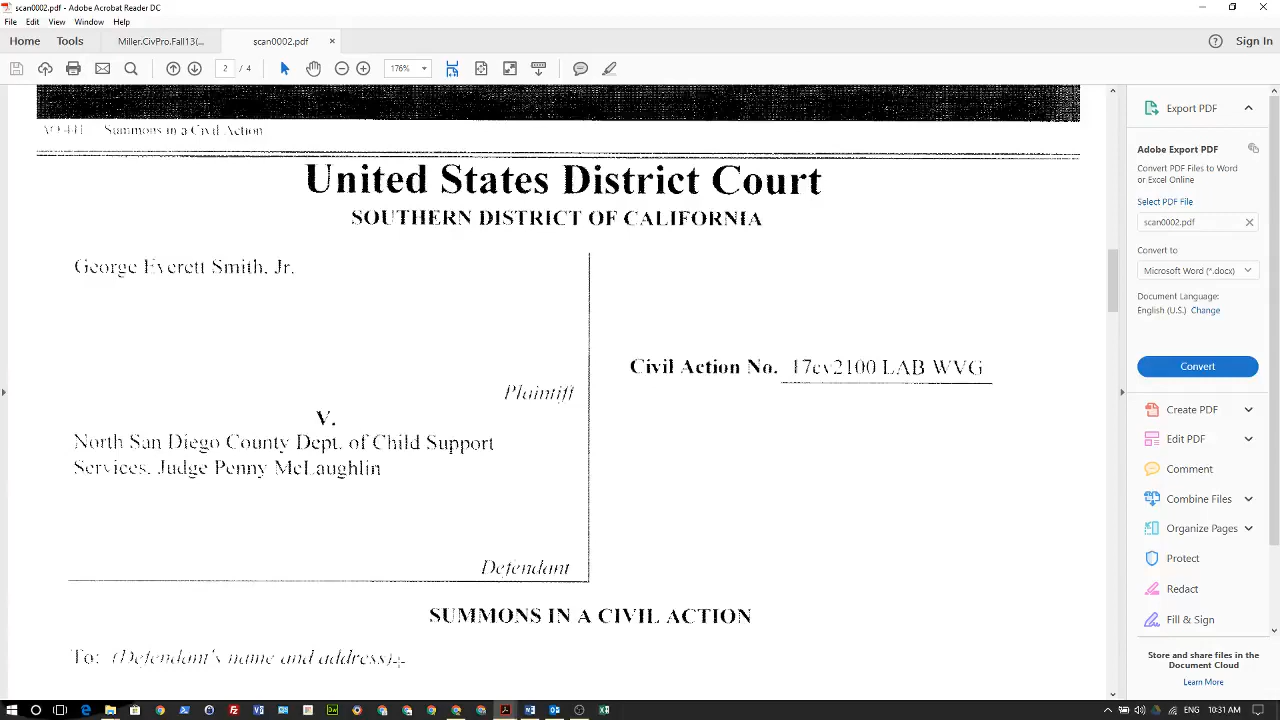 scan0002.pdf - Adobe Acrobat Reader DC
File Edit View Window Help
Home Tools Miller.CivPro.Fall13(... scan0002.pdf × Sign In
2 / 4 176%
Summons in a Civil Action
United States District Court
SOUTHERN DISTRICT OF CALIFORNIA
George Everett Smith, Jr.
Plaintiff
V.
North San Diego County Dept. of Child Support
Services, Judge Penny McLaughlin
Defendant
Civil Action No. 17cv2100 LAB WVG
SUMMONS IN A CIVIL ACTION
To: (Defendant's name and address)
Export PDF
Adobe Export PDF
Convert PDF Files to Word
or Excel Online
Select PDF File
scan0002.pdf
Convert to
Microsoft Word (*.docx)
Document Language:
English (U.S.) Change
Convert
Create PDF
Edit PDF
Comment
Combine Files
Organize Pages
Protect
Redact
Fill & Sign
Store and share files in the
Document Cloud
Learn More
ENG 10:31 AM